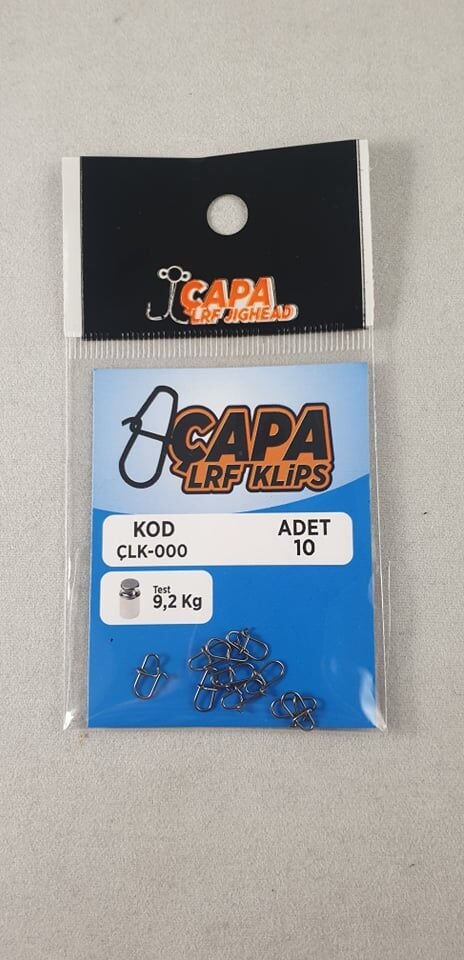 ÇAPA
LRF JIGHEAD
ÇAPA
LRF KLiPS
KOD
ÇLK-000
ADET
10
Test
9,2 Kg